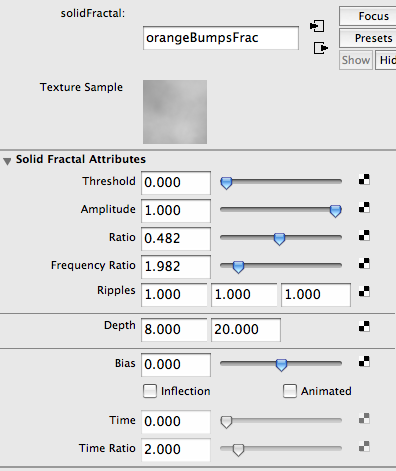 solidFractal:
orangeBumpsFrac
Focus
Presets
Show Hid
Texture Sample
Solid Fractal Attributes
Threshold 0.000
Amplitude 1.000
Ratio 0.482
Frequency Ratio 1.982
Ripples 1.000 1.000 1.000
Depth 8.000 20.000
Bias 0.000
Inflection Animated
Time 0.000
Time Ratio 2.000